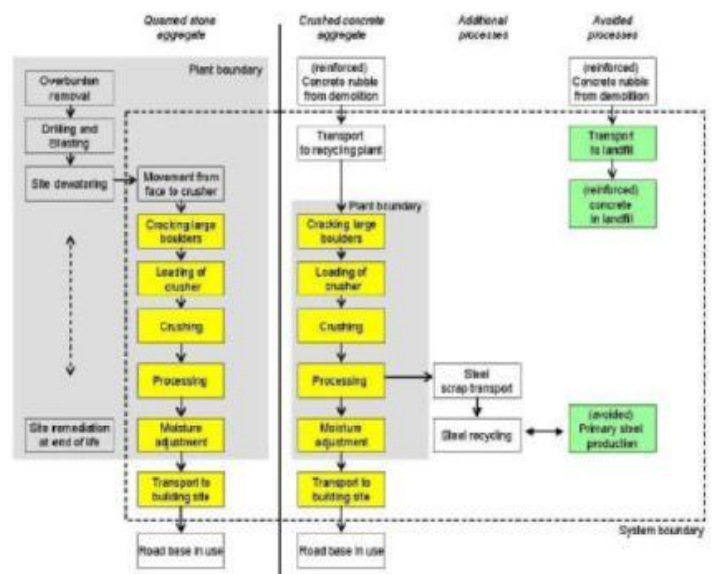 Quarried stone
aggregate
Crushed concrete
aggregate
Additional
processes
Avoided
processes
Plant boundary
Overburden
removal
Drilling and
Blasting
Site dewatering
Site remediation
at end of life
Movement from
face to crusher
Cracking large
boulders
Loading of
crusher
Crushing
Processing
Moisture
adjustment
Transport to
building site
Road base in use
(reinforced)
Concrete rubble
from demolition
Transport
to recycling plant
Plant boundary
Cracking large
boulders
Loading of
crusher
Crushing
Processing
Moisture
adjustment
Transport to
building site
Road base in use
Steel
scrap transport
Steel recycling
(reinforced)
Concrete rubble
from demolition
Transport
to landfill
(reinforced)
concrete
in landfill
(avoided)
Primary steel
production
System boundary